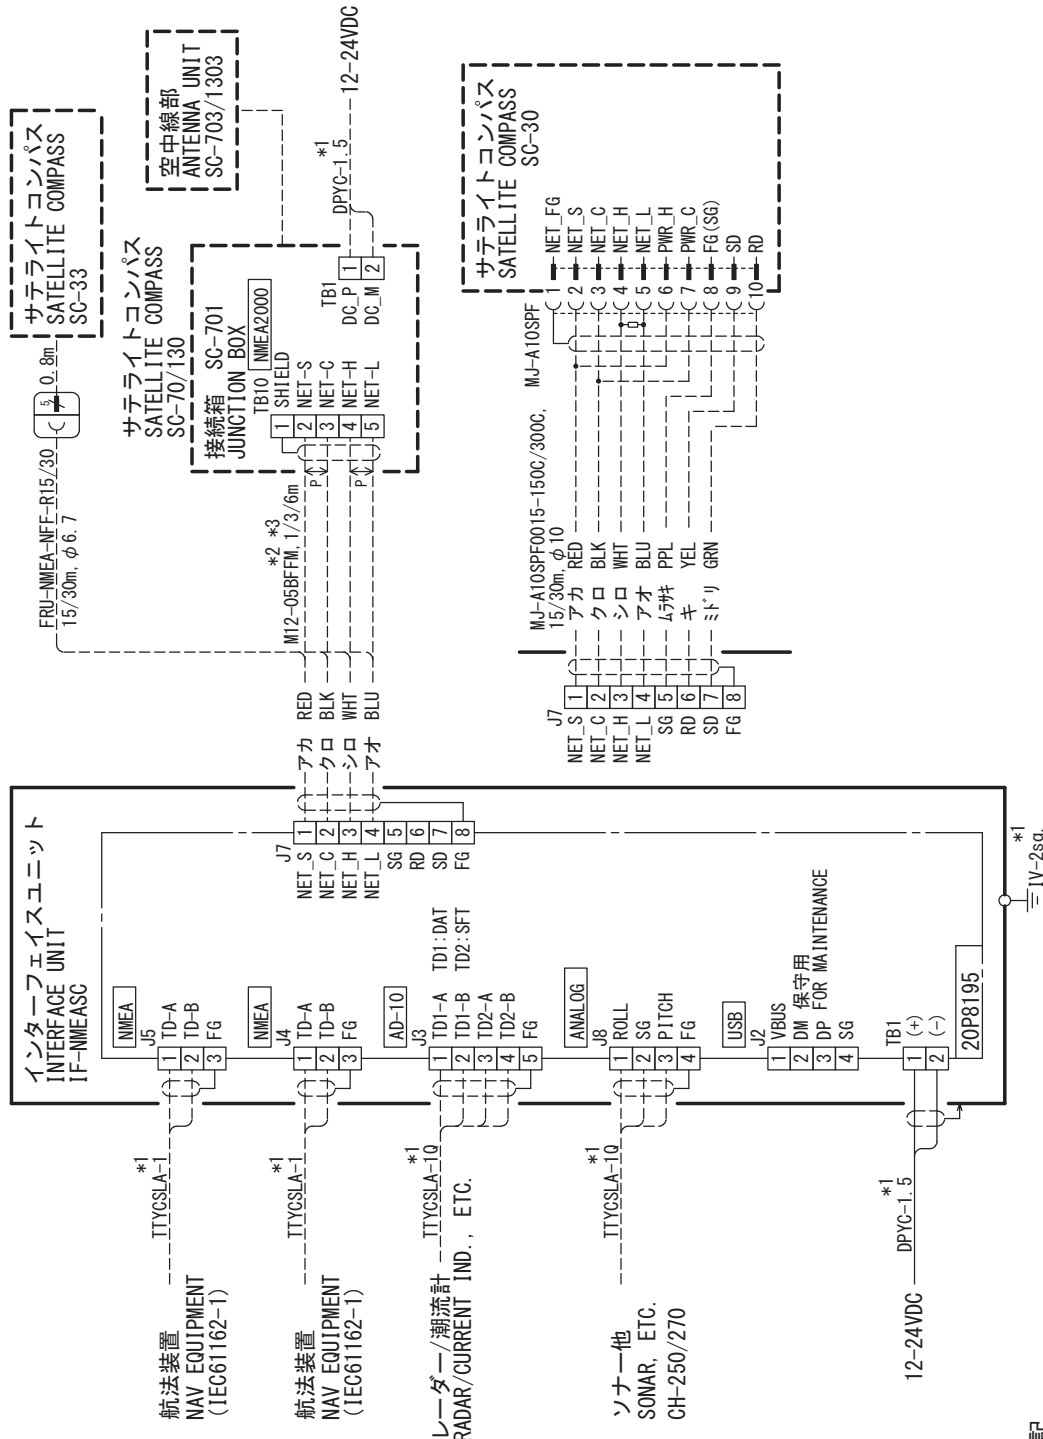 サテライトコンパス
SATELLITE COMPASS
SC-33
0.8m
5
FRU-NMEA-NFF-R15/30
15/30m, φ6.7
空中線部
ANTENNA UNIT
SC-703/1303
サテライトコンパス
SATELLITE COMPASS
SC-70/130
接続箱 SC-701
JUNCTION BOX
TB10 NMEA2000
1 SHIELD
2 NET-S
3 NET-C
4 NET-H
5 NET-L
P
P
TB1
DC_P 1
DC_M 2
*1
DPYC-1.5
12-24VDC
*2 *3
M12-05BFFM, 1/3/6m
アカ RED
クロ BLK
シロ WHT
アオ BLU
サテライトコンパス
SATELLITE COMPASS
SC-30
1 NET_FG
2 NET_S
3 NET_C
4 NET_H
5 NET_L
6 PWR_H
7 PWR_C
8 FG(SG)
9 SD
10 RD
MJ-A10SPF
MJ-A10SPF0015-150C/300C,
15/30m, φ10
アカ RED
クロ BLK
シロ WHT
アオ BLU
ムラサキ PPL
キ YEL
ミドリ GRN
J7
NET_S 1
NET_C 2
NET_H 3
NET_L 4
SG 5
RD 6
SD 7
FG 8
インターフェイスユニット
INTERFACE UNIT
IF-NMEASC
J7
NET_S 1
NET_C 2
NET_H 3
NET_L 4
SG 5
RD 6
SD 7
FG 8
NMEA
J5
1 TD-A
2 TD-B
3 FG
NMEA
J4
1 TD-A
2 TD-B
3 FG
AD-10
J3
1 TD1-A TD1:DAT
2 TD1-B TD2:SFT
3 TD2-A
4 TD2-B
5 FG
ANALOG
J8
1 ROLL
2 SG
3 PITCH
4 FG
USB
J2
1 VBUS
2 DM 保守用
3 DP FOR MAINTENANCE
4 SG
TB1
1 (+)
2 (-)
20P8195
*1
IV-2sq.
*1
TTYCSLA-1
航法装置
NAV EQUIPMENT
(IEC61162-1)
*1
TTYCSLA-1
航法装置
NAV EQUIPMENT
(IEC61162-1)
*1
TTYCSLA-1Q
レーダー/潮流計
RADAR/CURRENT IND., ETC.
*1
TTYCSLA-1Q
ソナー他
SONAR, ETC.
CH-250/270
*1
DPYC-1.5
12-24VDC